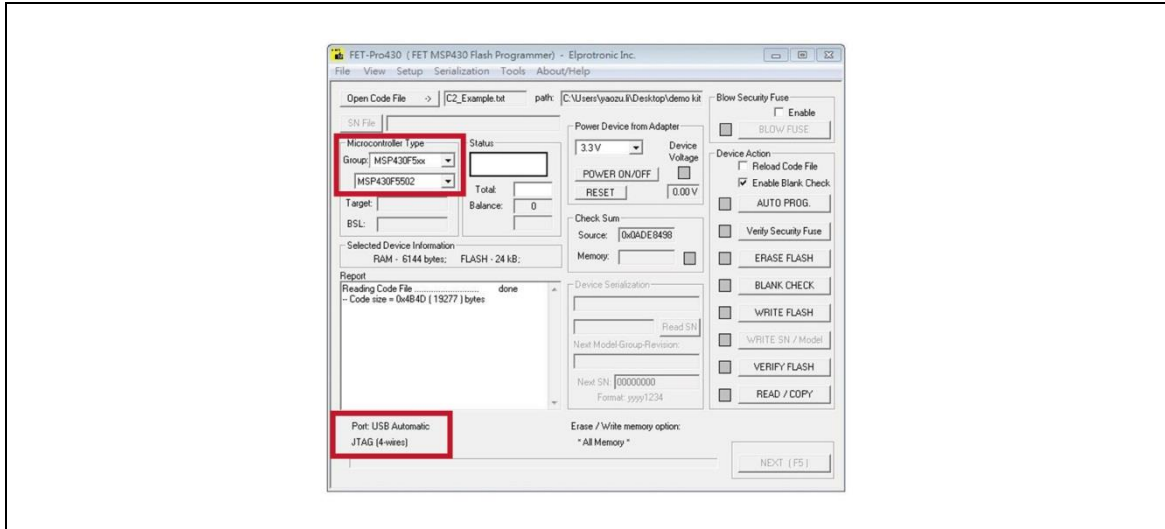 FET-Pro430 ( FET MSP430 Flash Programmer) - Elprotronic Inc.
File View Setup Serialization Tools About/Help
Open Code File -> C2_Example.txt path: C:\Users\yaozu.li\Desktop\demo kit
SN File
Microcontroller Type
Group: MSP430F5xx
MSP430F5502
Target:
BSL:
Status
Total:
Balance: 0
Selected Device Information
RAM - 6144 bytes; FLASH - 24 kB;
Report
Reading Code File .............................. done
-- Code size = 0x4B4D ( 19277 ) bytes
Power Device from Adapter
3.3 V
Device
Voltage
POWER ON/OFF
RESET 0.00 V
Check Sum
Source: 0x0ADE8498
Memory:
Device Serialization
Read SN
Next Model-Group-Revision:
Next SN: 00000000
Format: yyyy1234
Blow Security Fuse
Enable
BLOW FUSE
Device Action
Reload Code File
Enable Blank Check
AUTO PROG.
Verify Security Fuse
ERASE FLASH
BLANK CHECK
WRITE FLASH
WRITE SN / Model
VERIFY FLASH
READ / COPY
Port: USB Automatic
JTAG (4-wires)
Erase / Write memory option:
* All Memory *
NEXT ( F5 )